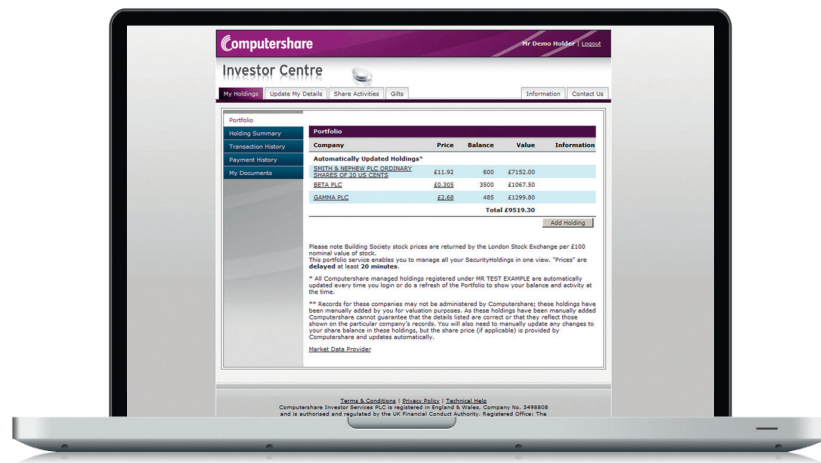 Computershare
Mr Demo Holder | Logout
Investor Centre
My Holdings Update My Details Share Activities Gilts Information Contact Us
Portfolio
Holding Summary
Transaction History
Payment History
My Documents
Portfolio
Company Price Balance Value Information
Automatically Updated Holdings*
SMITH & NEPHEW PLC ORDINARY
SHARES OF 20 US CENTS £11.92 600 £7152.00
BETA PLC £0.305 3500 £1067.50
GAMMA PLC £2.68 485 £1299.80
Total £9519.30
Add Holding
Please note Building Society stock prices are returned by the London Stock Exchange per £100
nominal value of stock.
This portfolio service enables you to manage all your SecurityHoldings in one view. "Prices" are
delayed at least 20 minutes.
* All Computershare managed holdings registered under MR TEST EXAMPLE are automatically
updated every time you login or do a refresh of the Portfolio to show your balance and activity at
the time.
** Records for these companies may not be administered by Computershare; these holdings have
been manually added by you for valuation purposes. As these holdings have been manually added
Computershare cannot guarantee that the details listed are correct or that they reflect those
shown on the particular company's records. You will also need to manually update any changes to
your share balance in these holdings, but the share price (if applicable) is provided by
Computershare and updates automatically.
Market Data Provider
Terms & Conditions | Privacy Policy | Technical Help
Computershare Investor Services PLC is registered in England & Wales, Company No. 3498808
and is authorised and regulated by the UK Financial Conduct Authority. Registered Office: The